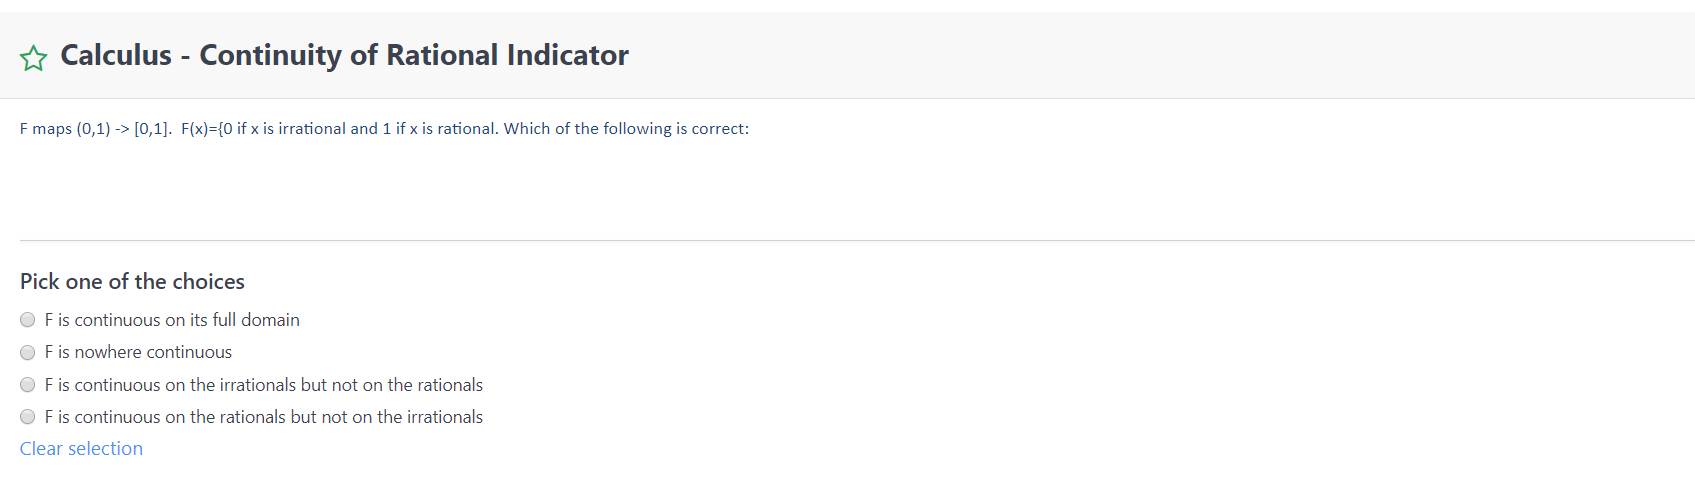 Calculus - Continuity of Rational Indicator
F maps (0,1) -> [0,1].  F(x)={0 if x is irrational and 1 if x is rational. Which of the following is correct:
Pick one of the choices
F is continuous on its full domain
F is nowhere continuous
F is continuous on the irrationals but not on the rationals
F is continuous on the rationals but not on the irrationals
Clear selection